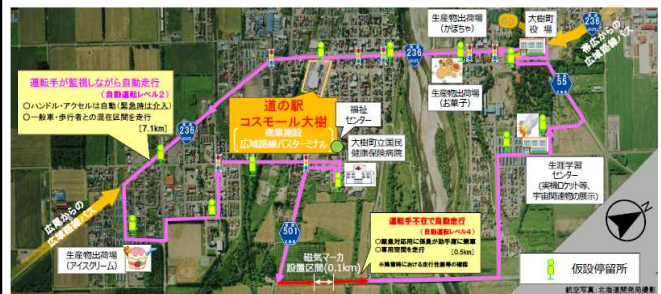 生産物出荷場
(かぼちゃ)
大樹町
役 場
236
帯広からの
広域路線バス
運転手が監視しながら自動走行
(自動運転レベル2)
○ハンドル・アクセルは自動(緊急時は介入)
○一般車・歩行者との混在区間を走行
[7.1km]
236
236
道の駅
コスモール大樹
商業施設
広域路線バスターミナル
福祉
センター
生産物出荷場
(お菓子)
55
大樹町立国民
健康保険病院
生涯学習
センター
(実機ロケット等、
宇宙関連物の展示)
広尾からの
広域路線バス
生産物出荷場
(アイスクリーム)
501
磁気マーカ
設置区間(0.1km)
運転手不在で自動走行
(自動運転レベル4)
○緊急対応用に係員が助手席に乗車
○専用空間を走行
[0.5km]
※降雪時における走行性能等の確認
仮設停留所
航空写真:北海道開発局撮影